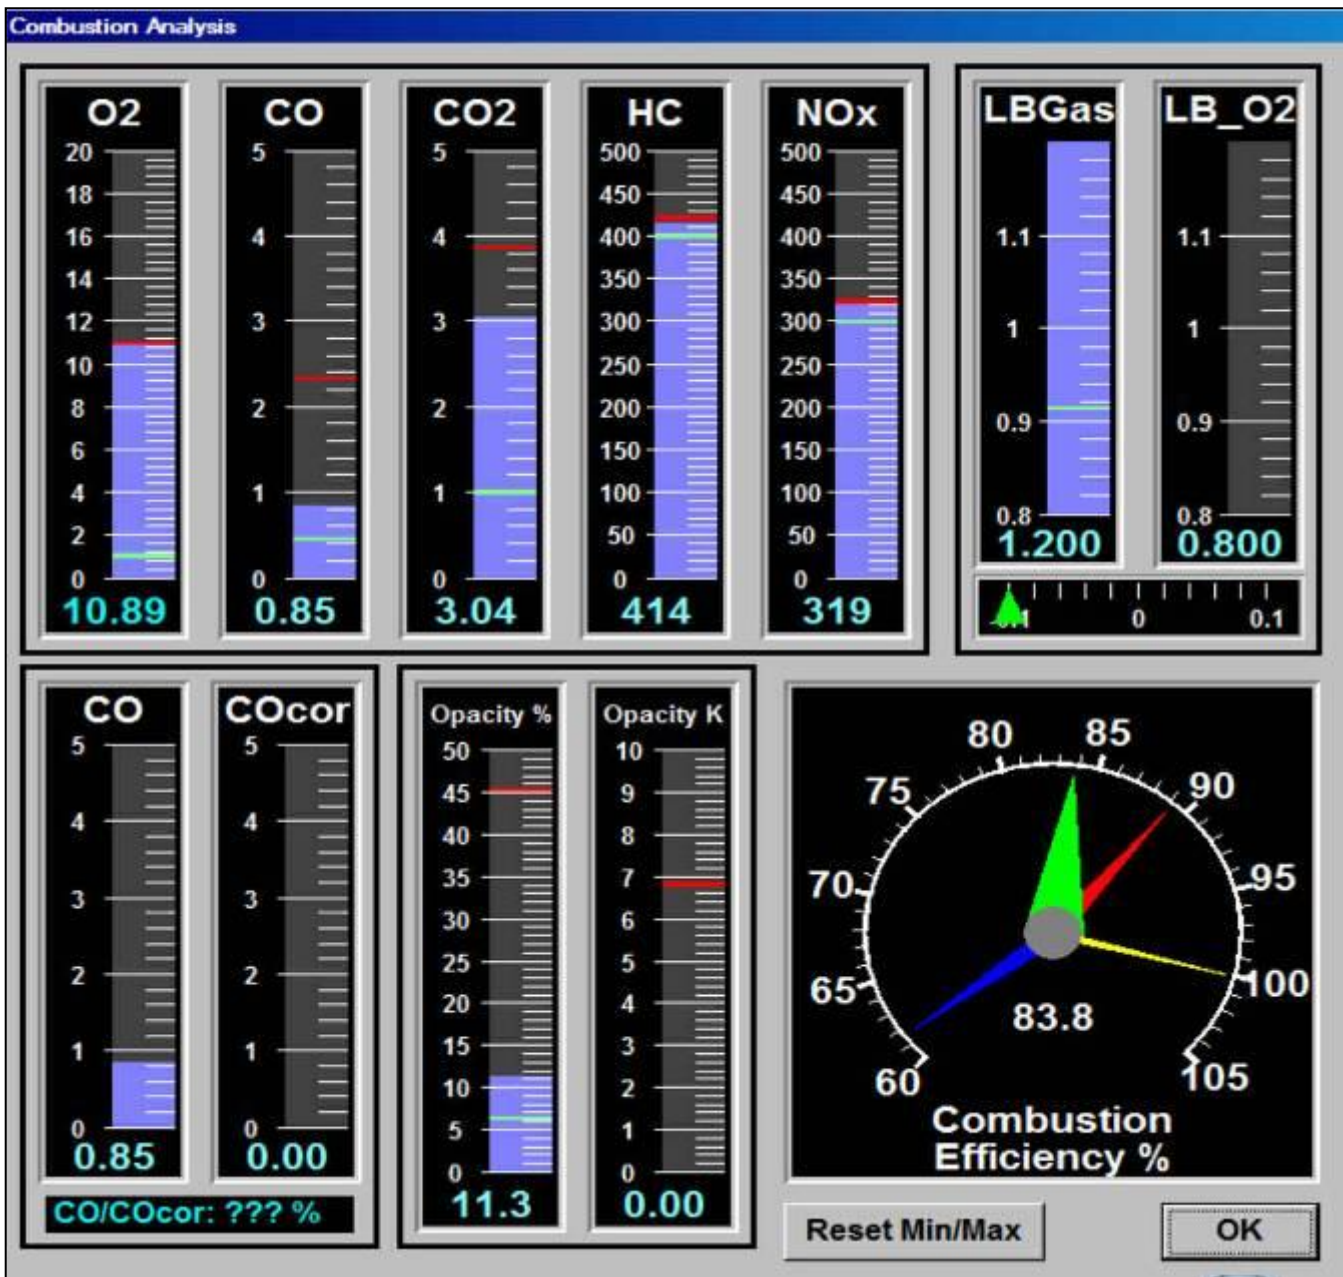 Combustion Analysis
O2 CO CO2 HC NOx LBGas LB_O2
20 5 5 500 500
18 450 450
16 4 4 400 400 1.1 1.1
14 350 350
12 3 3 300 300 1 1
10 250 250
8 2 2 200 200 0.9 0.9
6 150 150
4 1 1 100 100
2 50 50 0.8 0.8
0 0 0 0 0 1.200 0.800
10.89 0.85 3.04 414 319
0 0.1
CO COcor
5 5
4 4
3 3
2 2
1 1
0 0
0.85 0.00
CO/COcor: ??? %
Opacity % Opacity K
50 10
45 9
40 8
35 7
30 6
25 5
20 4
15 3
10 2
5 1
0 0
11.3 0.00
60 65 70 75 80 85 90 95 100 105
83.8
Combustion
Efficiency %
Reset Min/Max OK